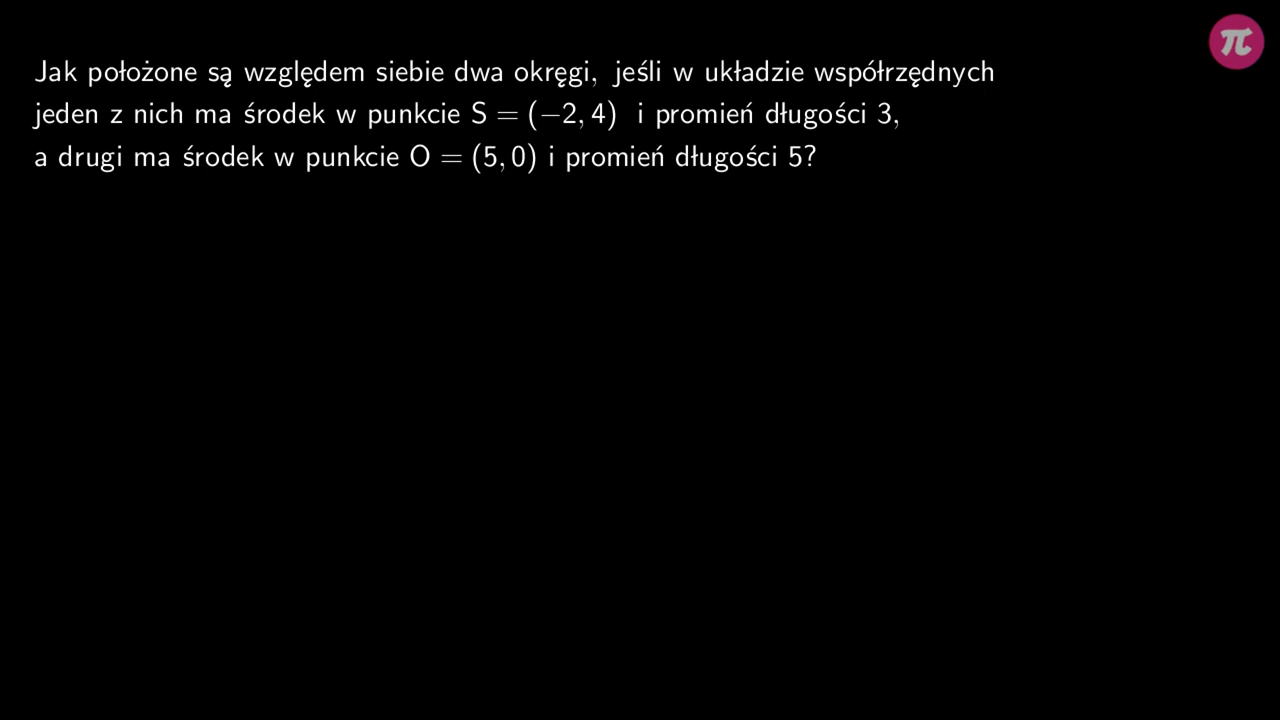 π
Jak położone są względem siebie dwa okręgi, jeśli w układzie współrzędnych
jeden z nich ma środek w punkcie S = (−2, 4) i promień długości 3,
a drugi ma środek w punkcie O = (5, 0) i promień długości 5?